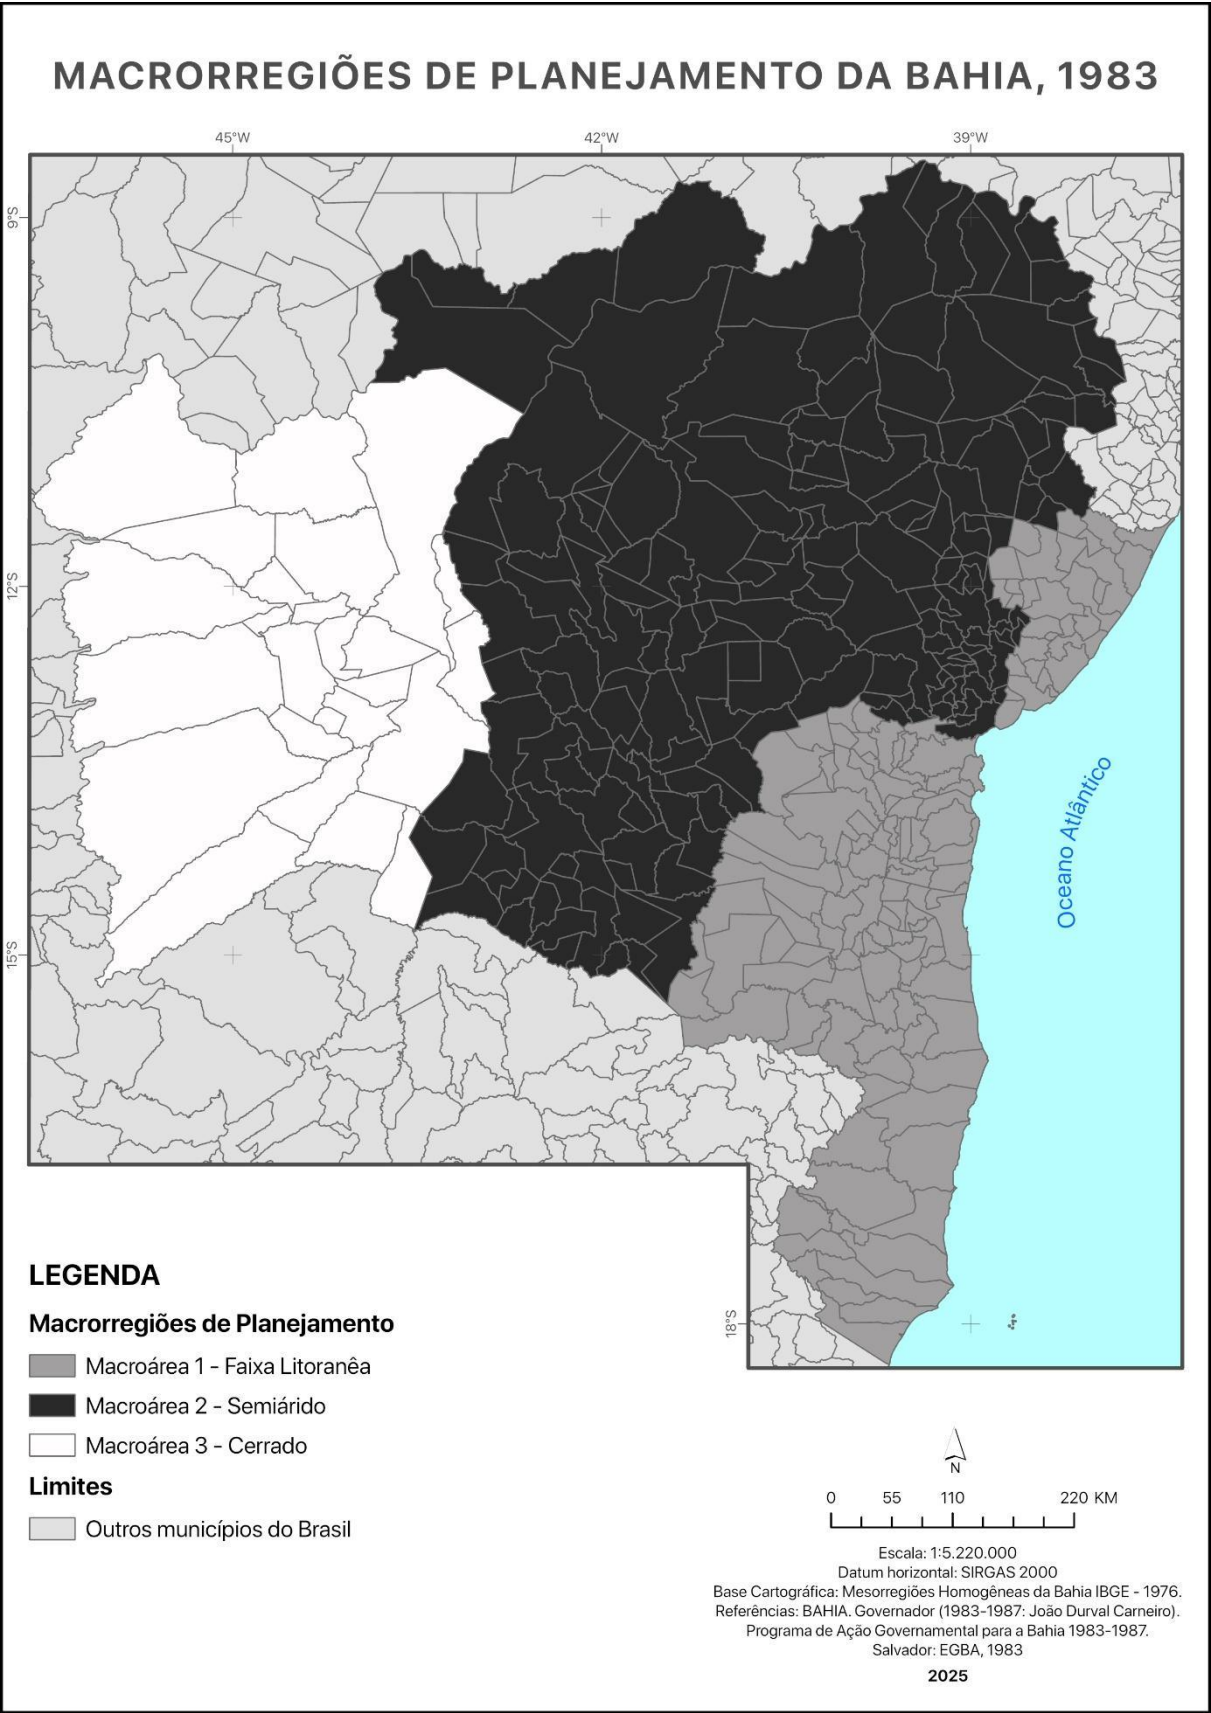 MACRORREGIÕES DE PLANEJAMENTO DA BAHIA, 1983
45°W
42°W
39°W
9°S
12°S
15°S
18°S
Oceano Atlântico
LEGENDA
Macrorregiões de Planejamento
Macroárea 1 - Faixa Litoranêa
Macroárea 2 - Semiárido
Macroárea 3 - Cerrado
Limites
Outros municípios do Brasil
N
0 55 110 220 KM
Escala: 1:5.220.000
Datum horizontal: SIRGAS 2000
Base Cartográfica: Mesorregiões Homogêneas da Bahia IBGE - 1976.
Referências: BAHIA. Governador (1983-1987: João Durval Carneiro).
Programa de Ação Governamental para a Bahia 1983-1987.
Salvador: EGBA, 1983
2025